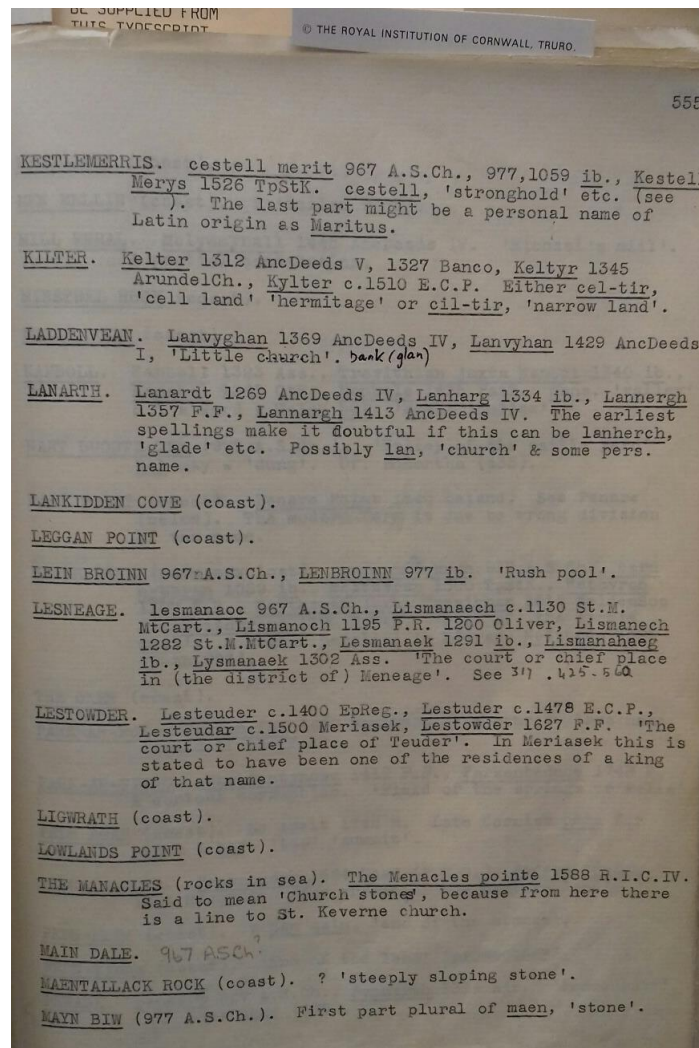 BE SUPPLIED FROM
THIS TYPESCRIPT
© THE ROYAL INSTITUTION OF CORNWALL, TRURO.
555
KESTLEMERRIS. cestell merit 967 A.S.Ch., 977,1059 ib., Kestell
Merys 1526 TpStK. cestell, 'stronghold' etc. (see
). The last part might be a personal name of
Latin origin as Maritus.
KILTER. Kelter 1312 AncDeeds V, 1327 Banco, Keltyr 1345
ArundelCh., Kylter c.1510 E.C.P. Either cel-tir,
'cell land' 'hermitage' or cil-tir, 'narrow land'.
LADDENVEAN. Lanvyghan 1369 AncDeeds IV, Lanvyhan 1429 AncDeeds
I, 'Little church'. bank (glan)
LANARTH. Lanardt 1269 AncDeeds IV, Lanharg 1334 ib., Lannergh
1357 F.F., Lannargh 1413 AncDeeds IV. The earliest
spellings make it doubtful if this can be lanherch,
'glade' etc. Possibly lan, 'church' & some pers.
name.
LANKIDDEN COVE (coast).
LEGGAN POINT (coast).
LEIN BROINN 967 A.S.Ch., LENBROINN 977 ib. 'Rush pool'.
LESNEAGE. lesmanaoc 967 A.S.Ch., Lismanaech c.1130 St.M.
MtCart., Lismanoch 1195 P.R. 1200 Oliver, Lismanech
1282 St.M.MtCart., Lesmanaek 1291 ib., Lismanahaeg
ib., Lysmanaek 1302 Ass. 'The court or chief place
in (the district of) Meneage'. See 317 . 425 - 560
LESTOWDER. Lesteuder c.1400 EpReg., Lestuder c.1478 E.C.P.,
Lesteudar c.1500 Meriasek, Lestowder 1627 F.F. 'The
court or chief place of Teuder'. In Meriasek this is
stated to have been one of the residences of a king
of that name.
LIGWRATH (coast).
LOWLANDS POINT (coast).
THE MANACLES (rocks in sea). The Menacles pointe 1588 R.I.C.IV.
Said to mean 'Church stones', because from here there
is a line to St. Keverne church.
MAIN DALE. 967 A.S.Ch?
MAENTALLACK ROCK (coast). ? 'steeply sloping stone'.
MAYN BIW (977 A.S.Ch.). First part plural of maen, 'stone'.